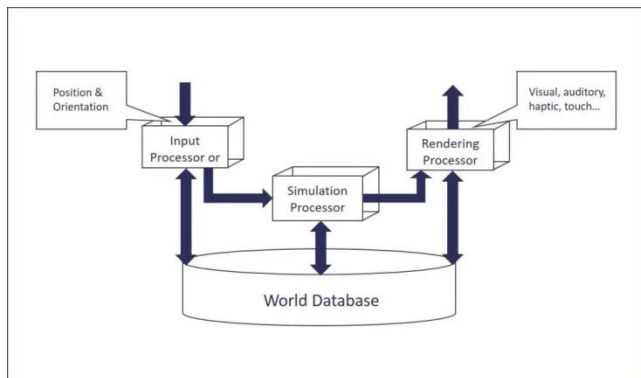 Position &
Orientation
Visual, auditory,
haptic, touch...
Input
Processor or
Rendering
Processor
Simulation
Processor
World Database